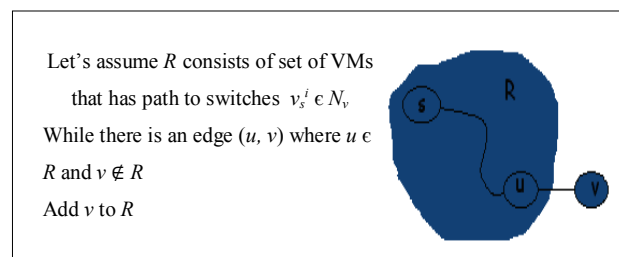 Let's assume R consists of set of VMs
that has path to switches vₛⁱ ϵ Nᵥ
While there is an edge (u, v) where u ϵ
R and v ∉ R
Add v to R
R
s
u
v